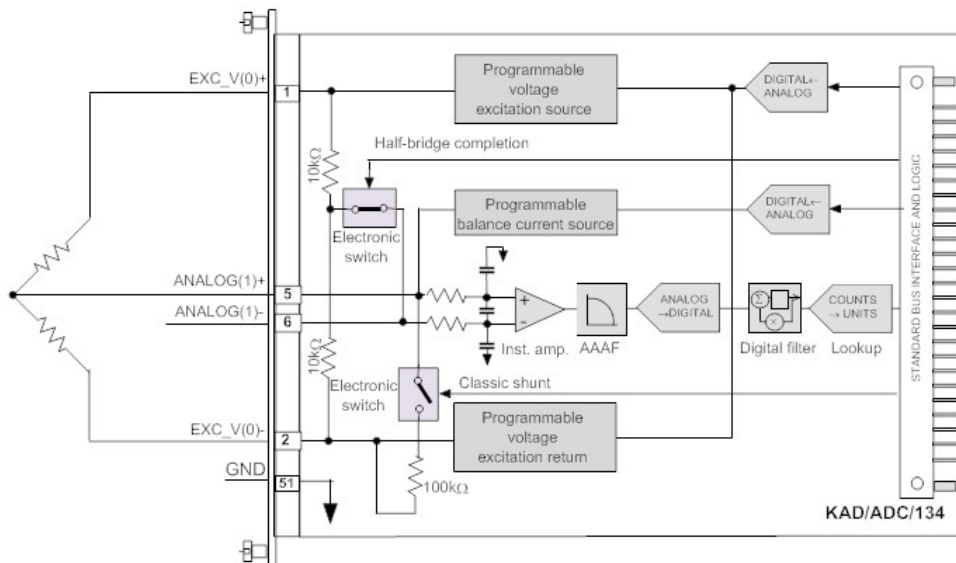 EXC_V(0)+
1
Programmable
voltage
excitation source
DIGITAL←
ANALOG
Half-bridge completion
10kΩ
Electronic
switch
Programmable
balance current source
DIGITAL←
ANALOG
STANDARD BUS INTERFACE AND LOGIC
ANALOG(1)+
5
ANALOG(1)-
6
+
-
Inst. amp.
AAAF
ANALOG
→DIGITAL
Σ
×
Digital filter
COUNTS
→ UNITS
Lookup
10kΩ
Electronic
switch
Classic shunt
EXC_V(0)-
2
Programmable
voltage
excitation return
GND
51
100kΩ
KAD/ADC/134